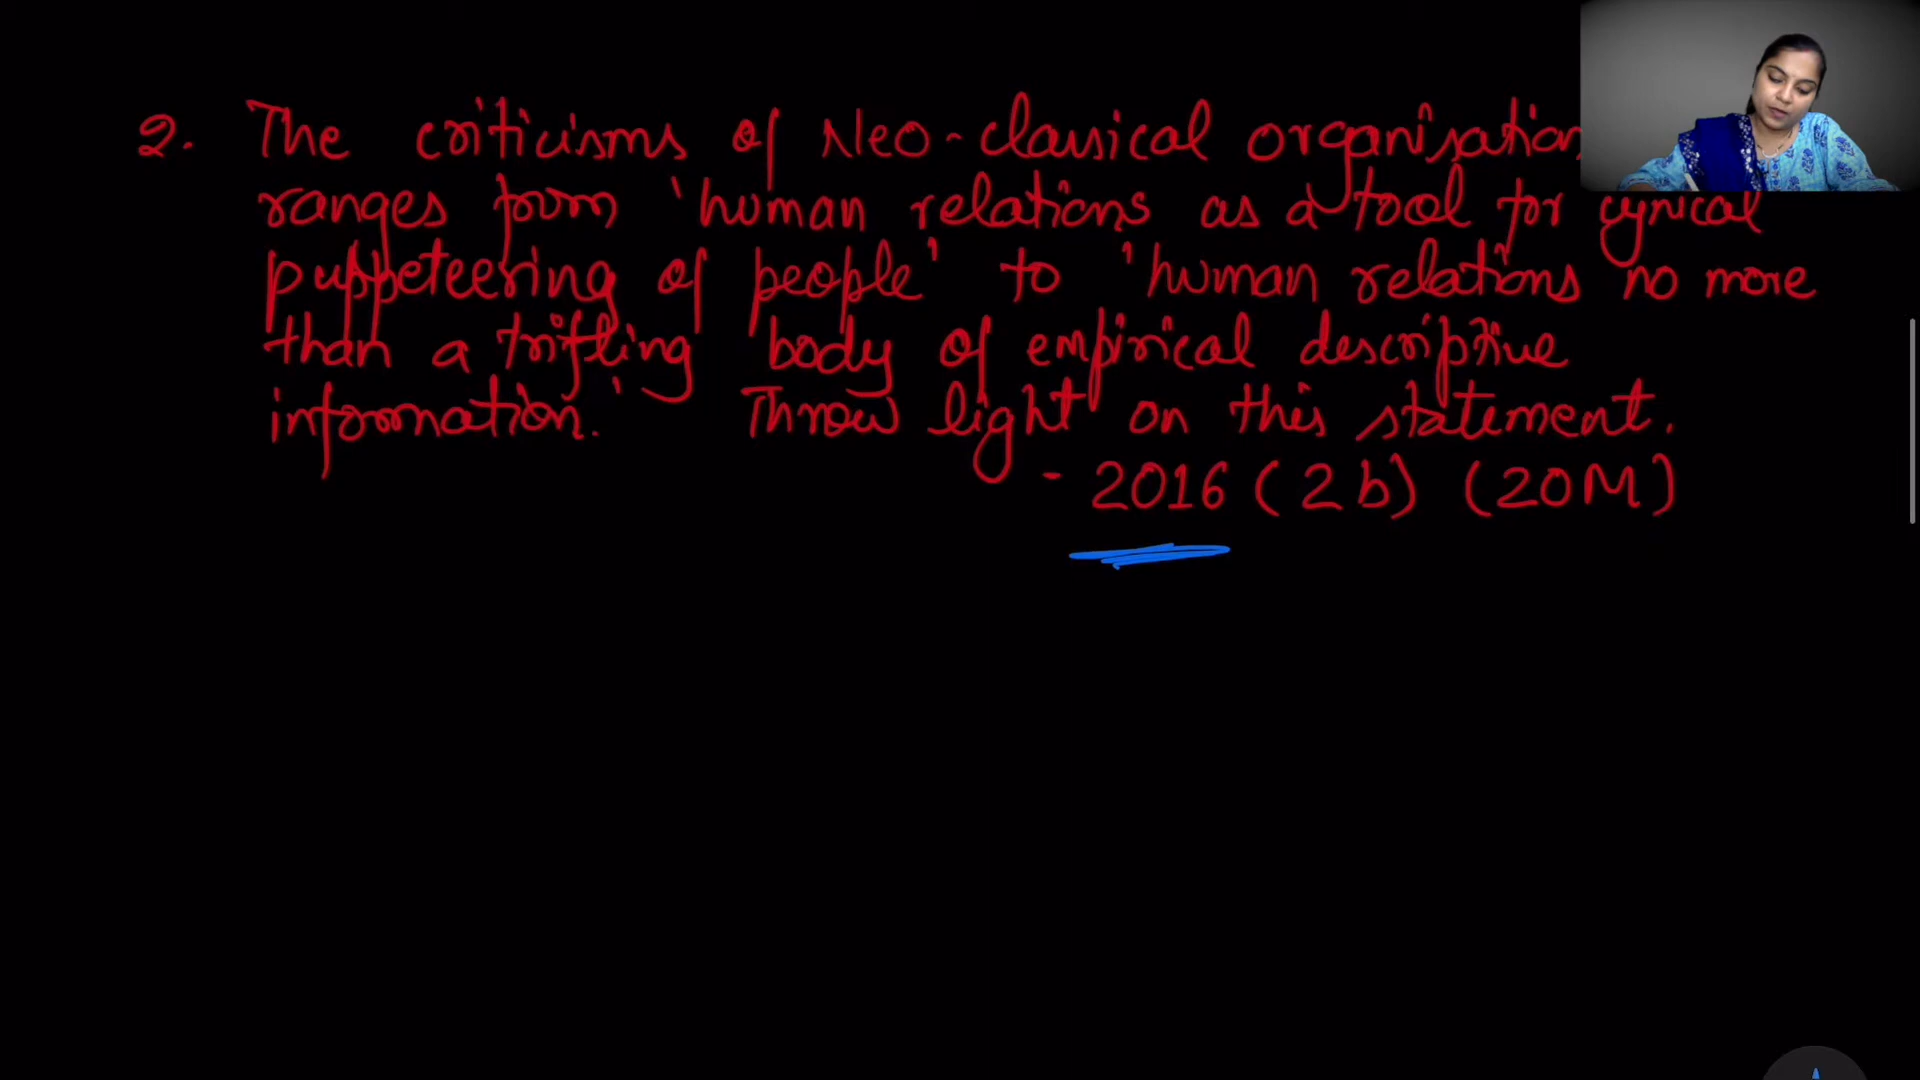 2. The criticisms of Neo-classical organisation
ranges from 'human relations as a tool for cynical
puppeteering of people' to 'human relations no more
than a trifling body of empirical descriptive
information.' Throw light on this statement.
- 2016 (2b) (20M)